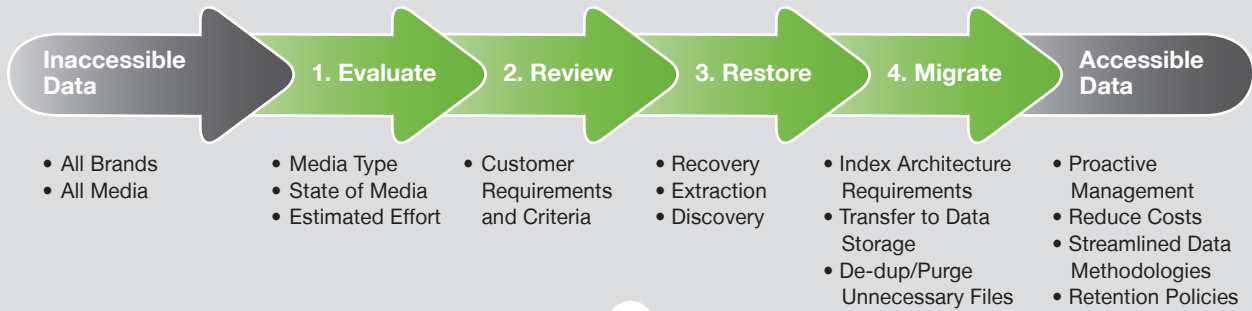 Inaccessible
Data
1. Evaluate
2. Review
3. Restore
4. Migrate
Accessible
Data
• All Brands
• All Media
• Media Type
• State of Media
• Estimated Effort
• Customer
Requirements
and Criteria
• Recovery
• Extraction
• Discovery
• Index Architecture
Requirements
• Transfer to Data
Storage
• De-dup/Purge
Unnecessary Files
• Proactive
Management
• Reduce Costs
• Streamlined Data
Methodologies
• Retention Policies